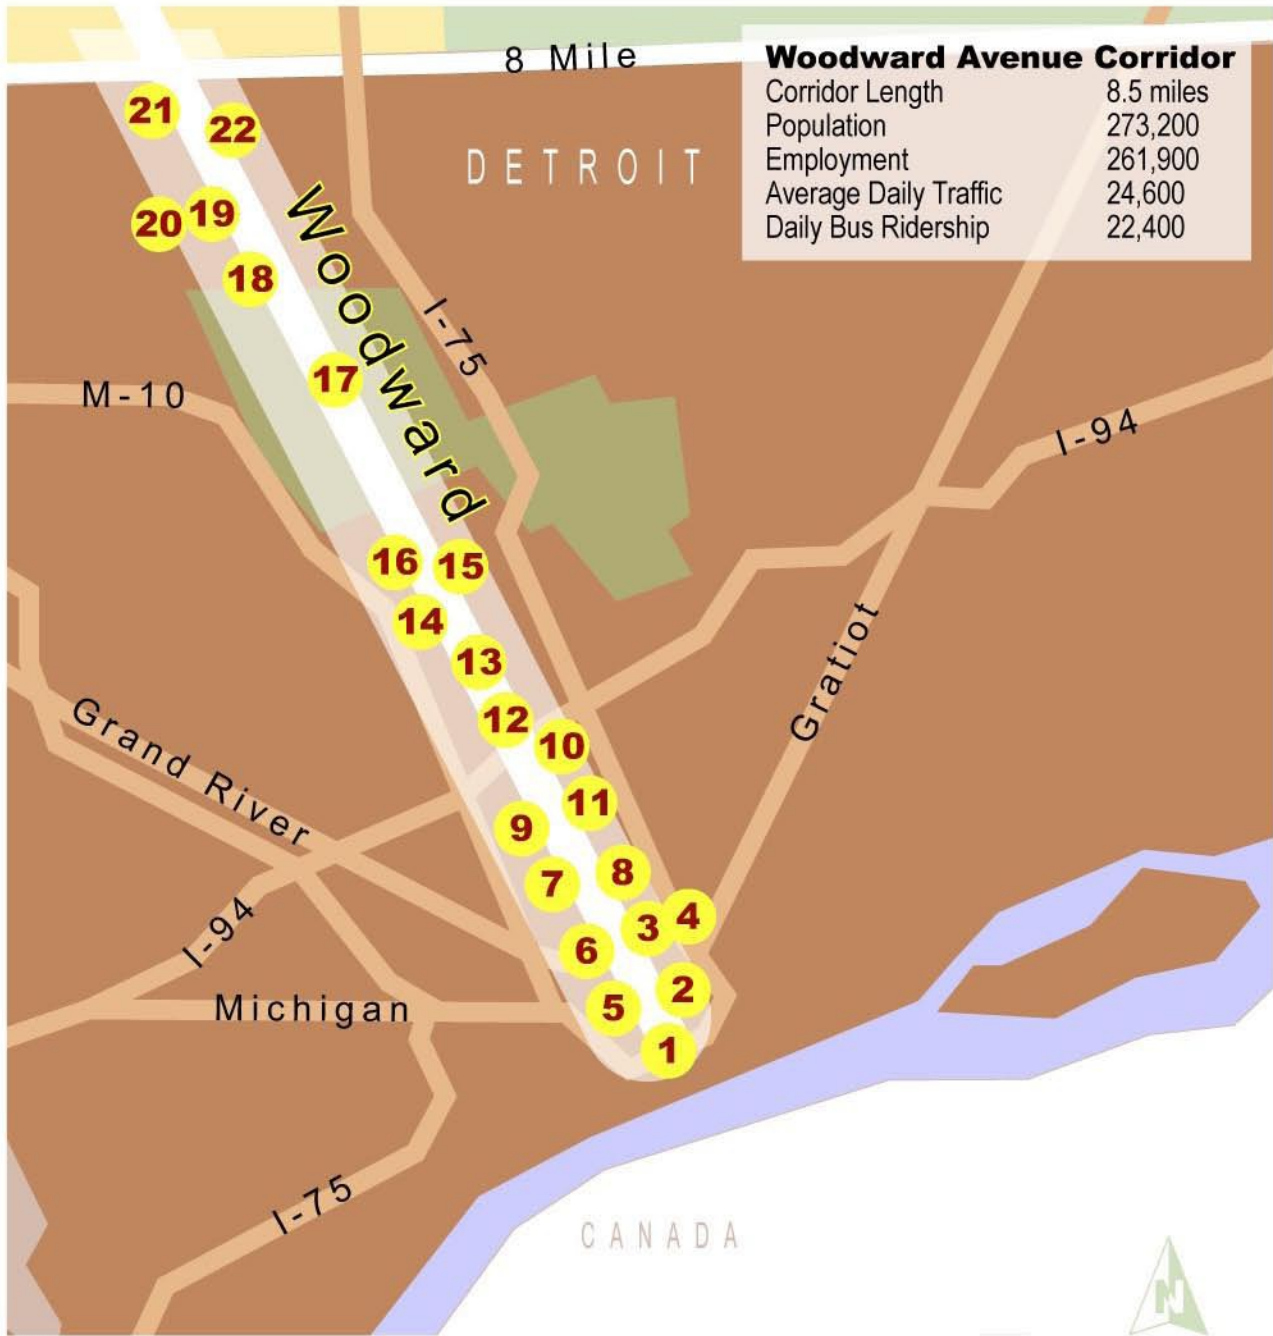 8 Mile
Woodward Avenue Corridor
Corridor Length 8.5 miles
Population 273,200
Employment 261,900
Average Daily Traffic 24,600
Daily Bus Ridership 22,400
21
22
DETROIT
20
19
Woodward
18
I-75
17
M-10
I-94
16
15
14
Gratiot
13
12
10
Grand River
11
9
8
7
4
3
I-94
6
2
Michigan
5
1
I-75
CANADA
N